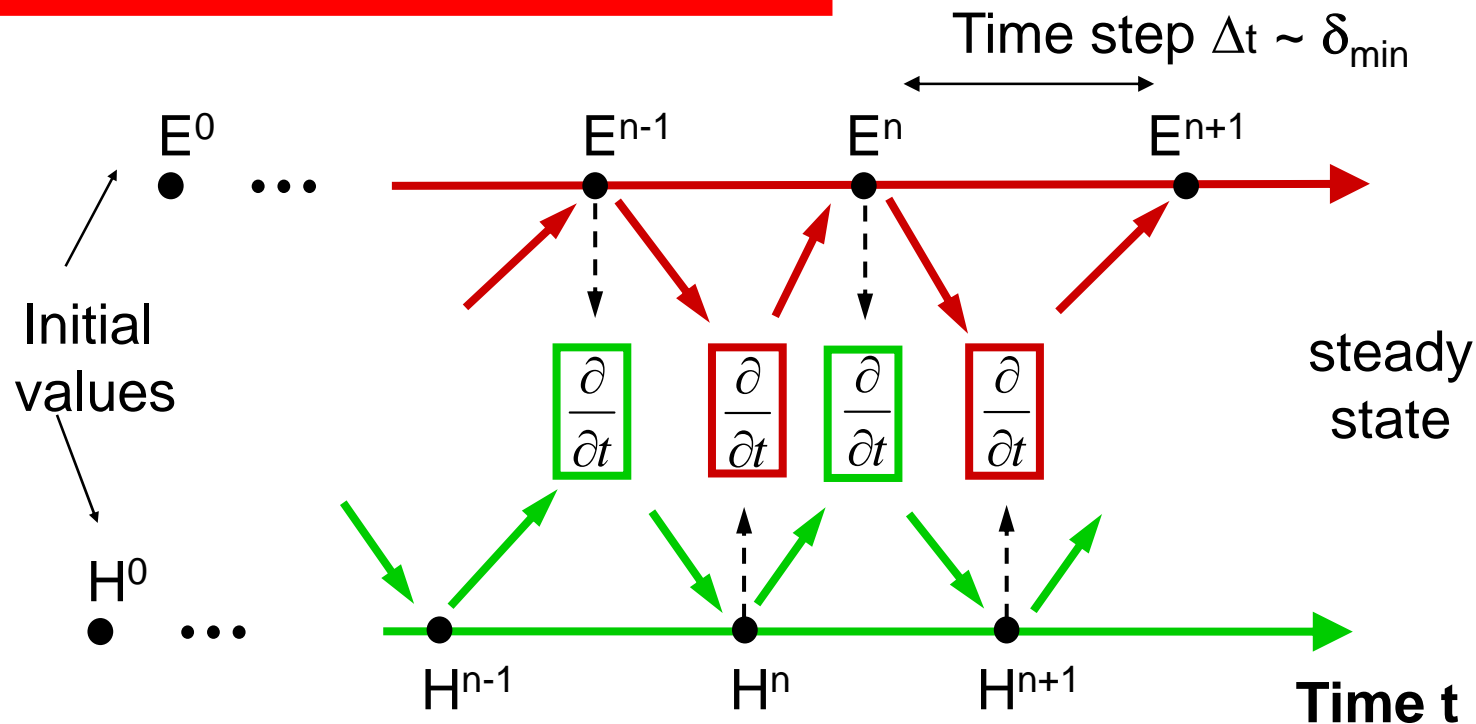 Time step Δt ~ δmin
E⁰ ••• Eⁿ⁻¹ Eⁿ Eⁿ⁺¹
Initial
values
steady
state
∂/∂t ∂/∂t ∂/∂t ∂/∂t
H⁰ ••• Hⁿ⁻¹ Hⁿ Hⁿ⁺¹
Time t